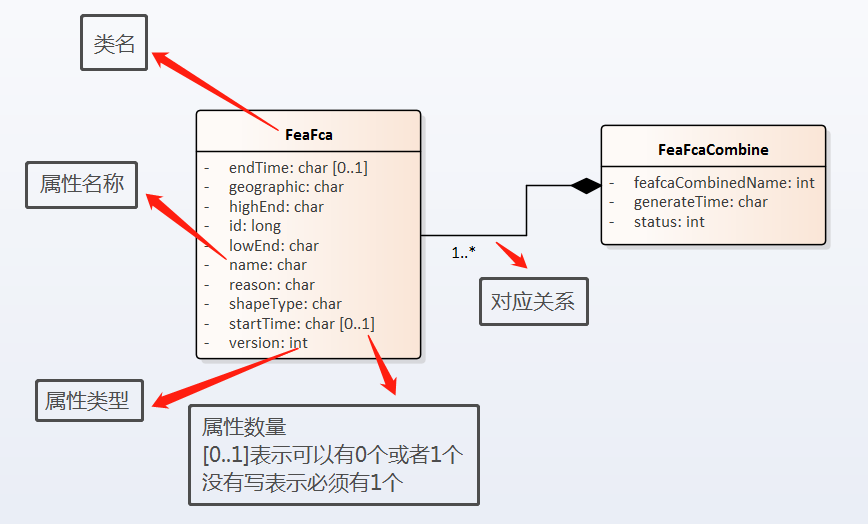 类名
FeaFca
- endTime: char [0..1]
- geographic: char
- highEnd: char
- id: long
- lowEnd: char
- name: char
- reason: char
- shapeType: char
- startTime: char [0..1]
- version: int
FeaFcaCombine
- feafcaCombinedName: int
- generateTime: char
- status: int
1..*
属性名称
对应关系
属性类型
属性数量
[0..1]表示可以有0个或者1个
没有写表示必须有1个